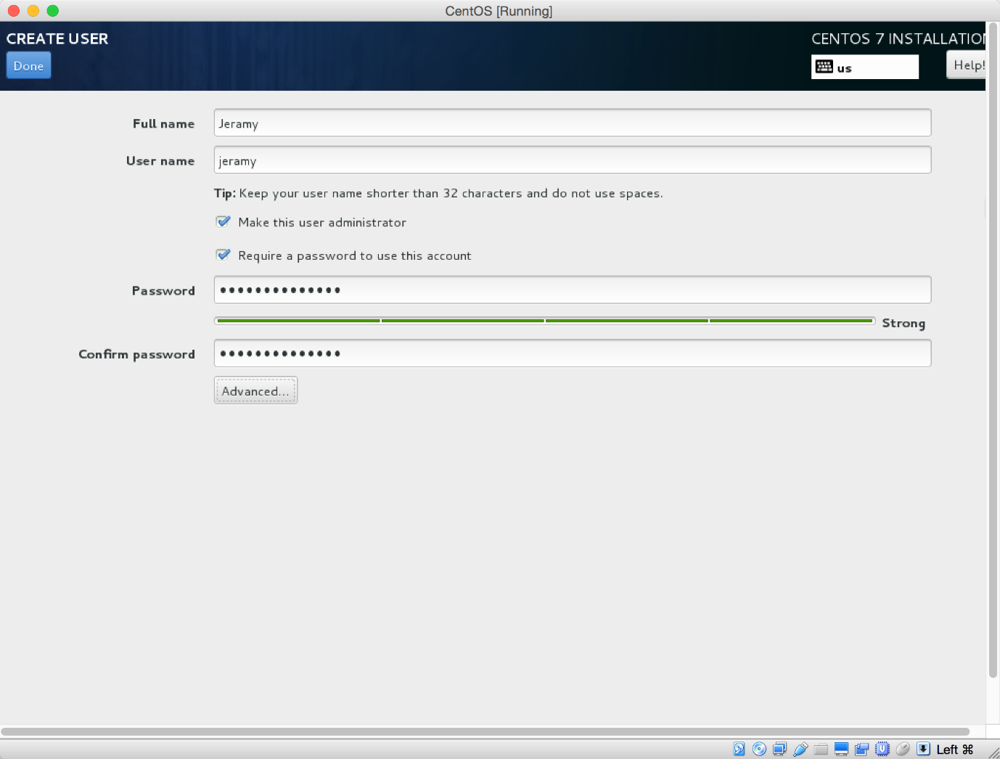 CentOS [Running]
CREATE USER
CENTOS 7 INSTALLATION
Done
us
Help!
Full name
Jeramy
User name
jeramy
Tip: Keep your user name shorter than 32 characters and do not use spaces.
Make this user administrator
Require a password to use this account
Password
••••••••••••••
Strong
Confirm password
••••••••••••••
Advanced...
Left ⌘